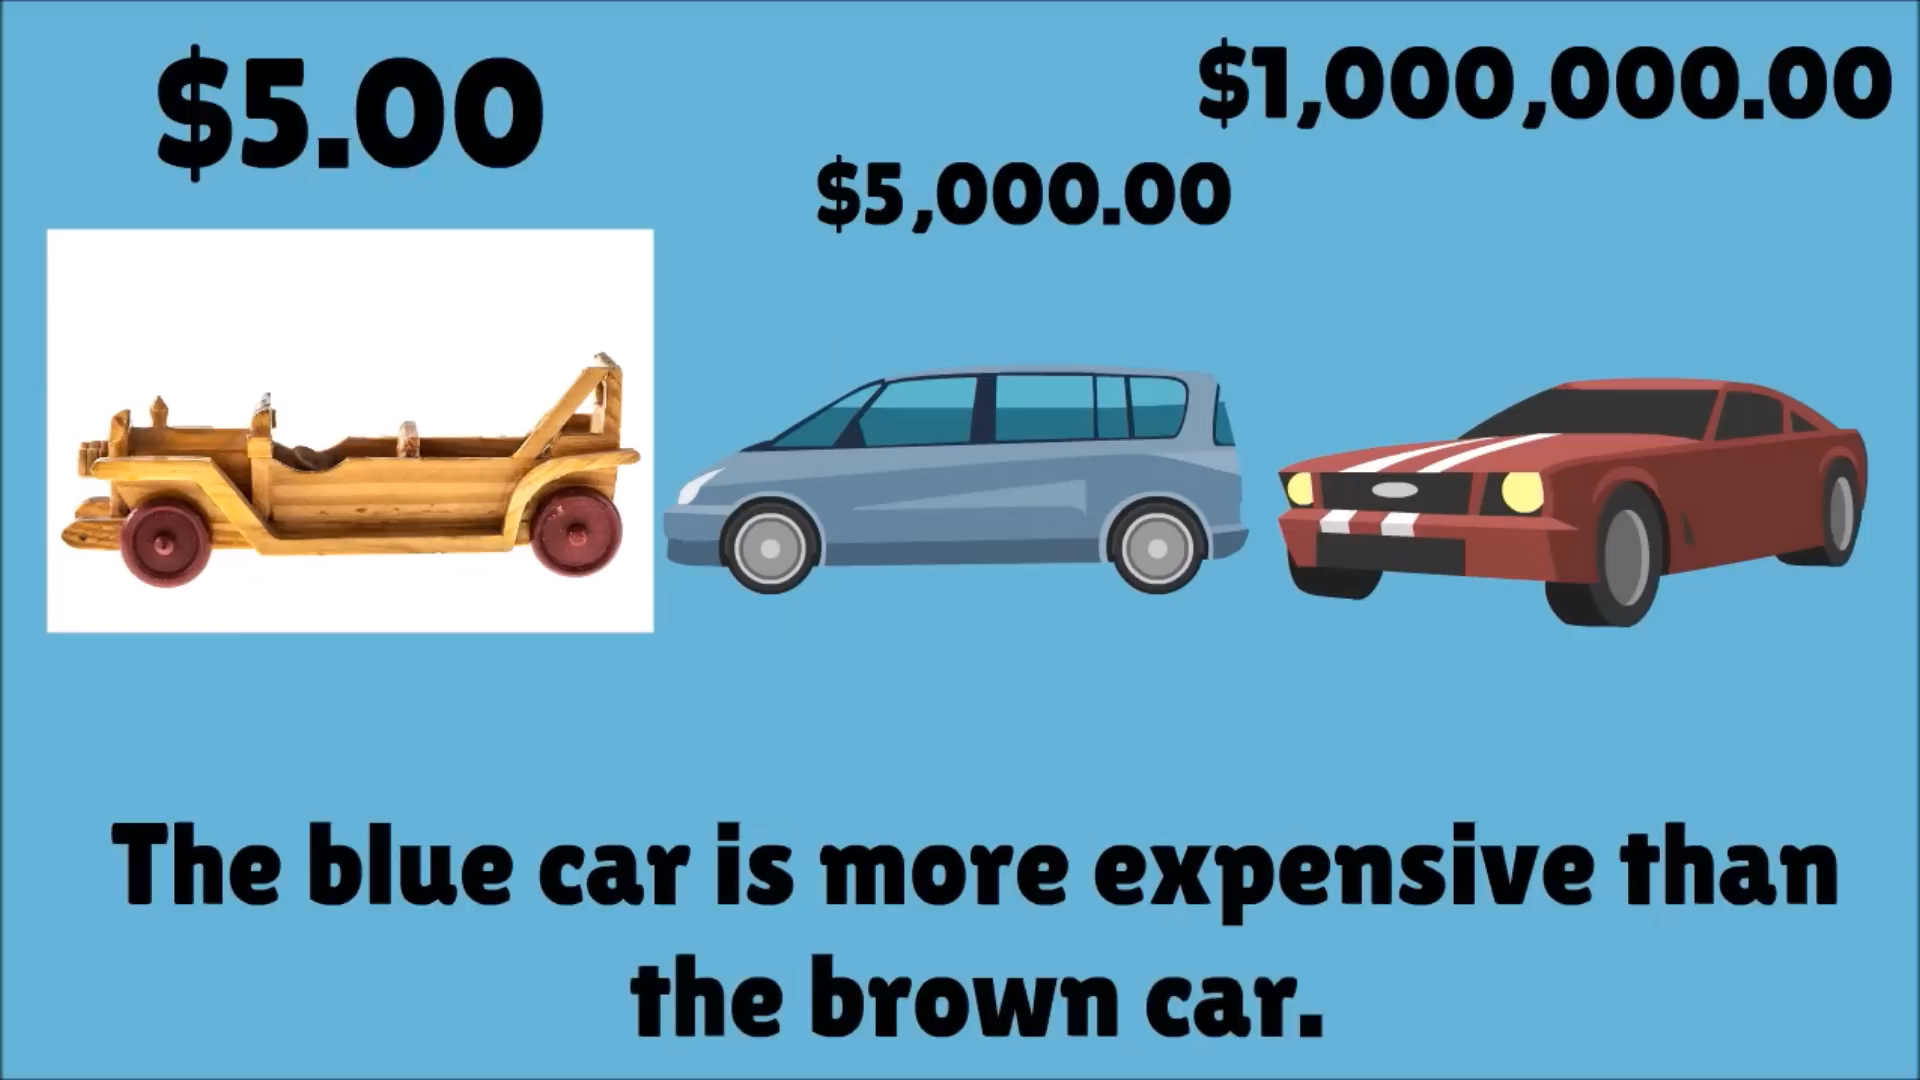 $5.00
$5,000.00
$1,000,000.00
The blue car is more expensive than
the brown car.